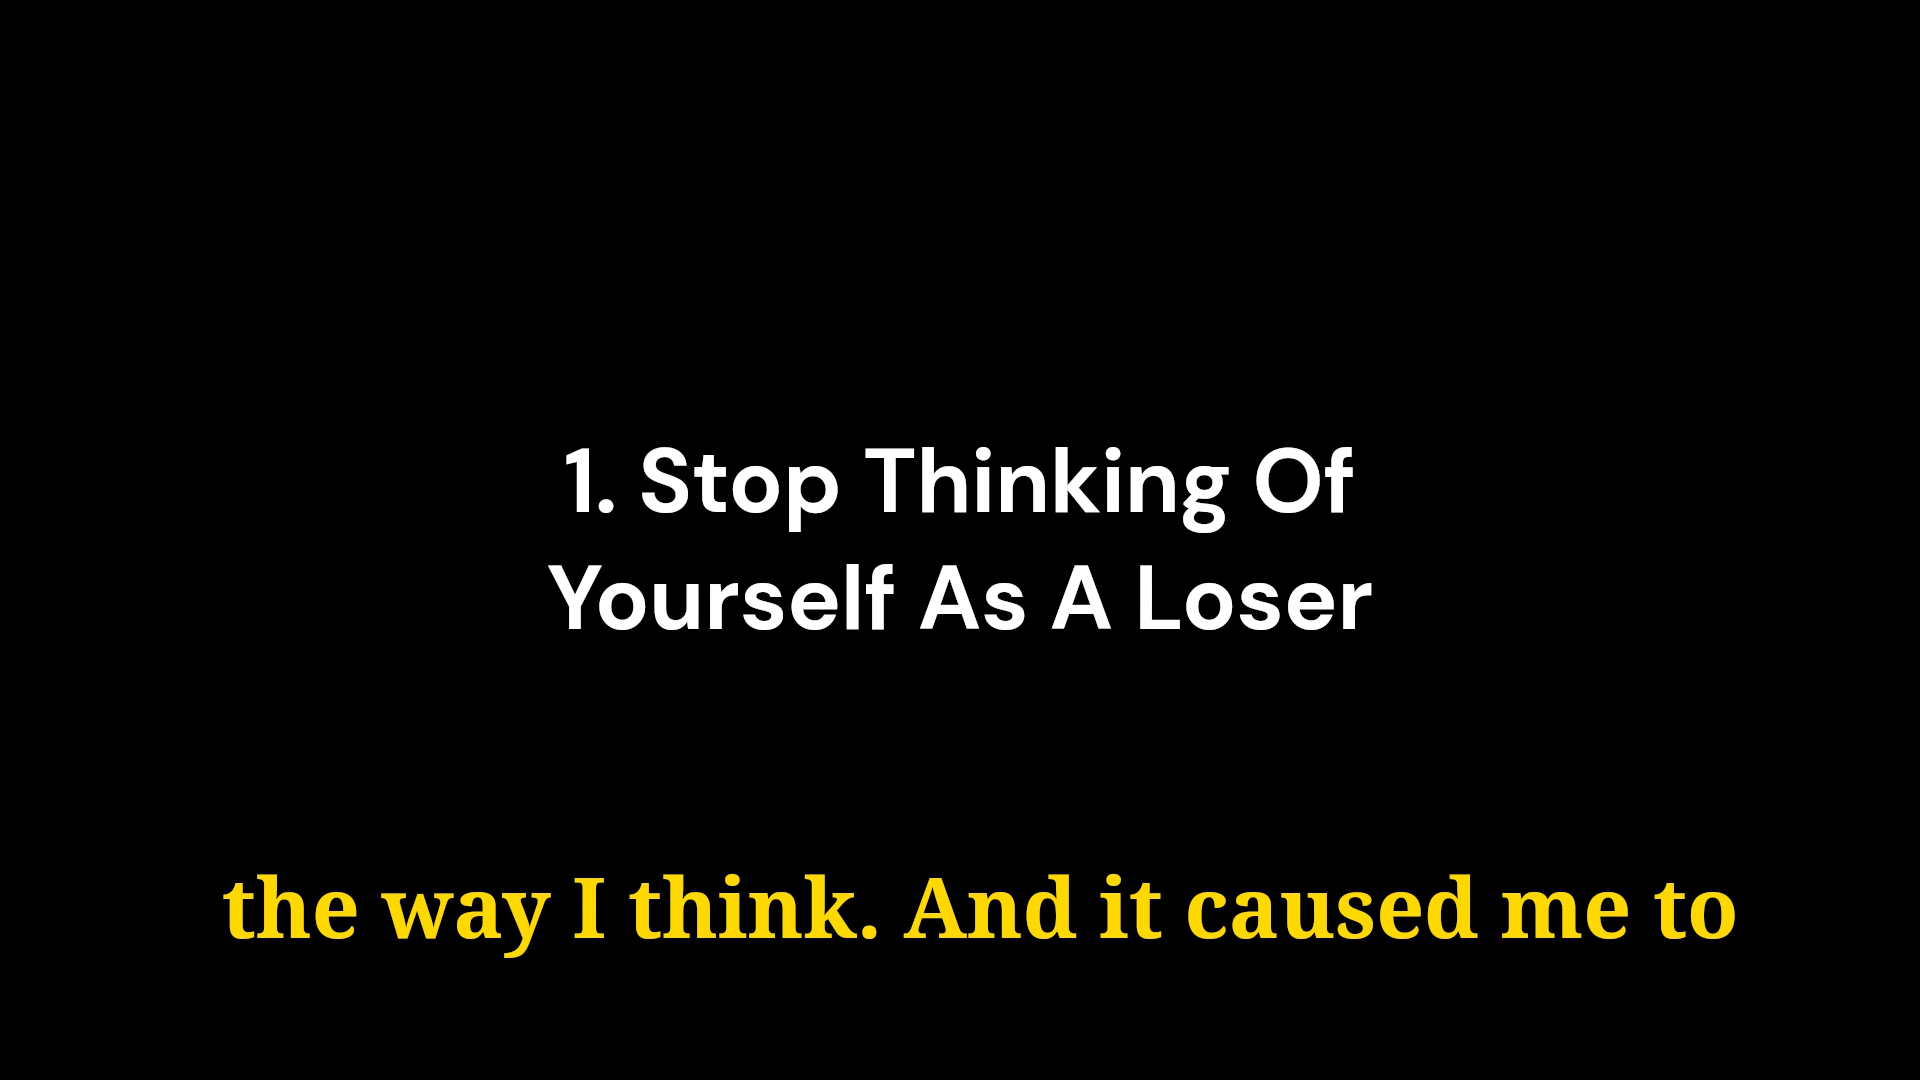 1. Stop Thinking Of
Yourself As A Loser
the way I think. And it caused me to